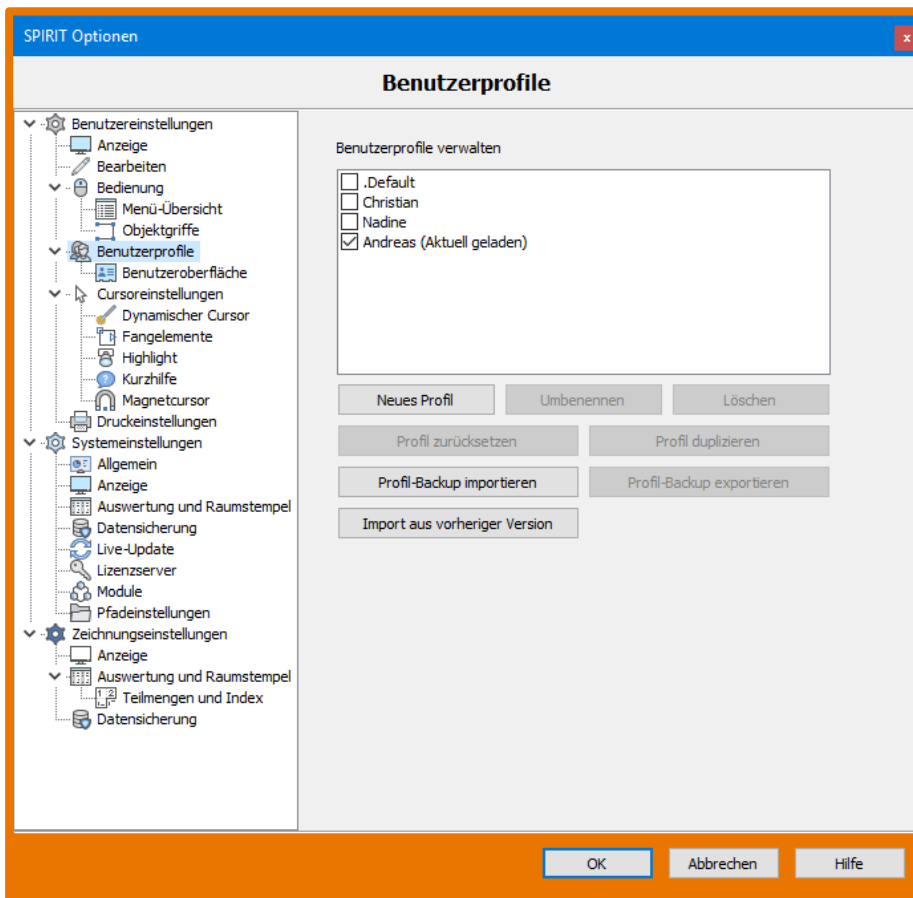 SPIRIT Optionen
x
Benutzerprofile
Benutzereinstellungen
Anzeige
Bearbeiten
Bedienung
Menü-Übersicht
Objektgriffe
Benutzerprofile
Benutzeroberfläche
Cursoreinstellungen
Dynamischer Cursor
Fangelemente
Highlight
Kurzhilfe
Magnetcursor
Druckeinstellungen
Systemeinstellungen
Allgemein
Anzeige
Auswertung und Raumstempel
Datensicherung
Live-Update
Lizenzserver
Module
Pfadeinstellungen
Zeichnungseinstellungen
Anzeige
Auswertung und Raumstempel
Teilmengen und Index
Datensicherung
Benutzerprofile verwalten
.Default
Christian
Nadine
Andreas (Aktuell geladen)
Neues Profil Umbenennen Löschen
Profil zurücksetzen Profil duplizieren
Profil-Backup importieren Profil-Backup exportieren
Import aus vorheriger Version
OK Abbrechen Hilfe